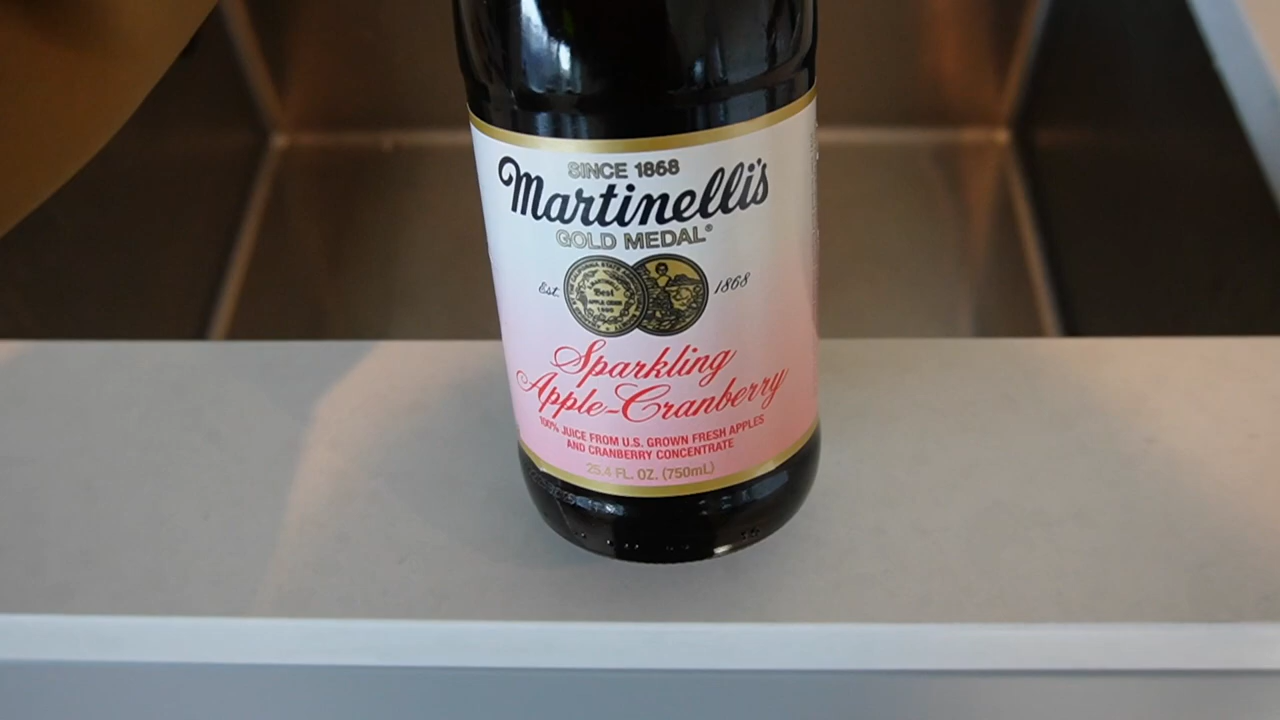 SINCE 1868
Martinelli's
GOLD MEDAL®
Est. 1868
Best
Sparkling
Apple-Cranberry
100% JUICE FROM U.S. GROWN FRESH APPLES
AND CRANBERRY CONCENTRATE
25.4 FL. OZ. (750mL)